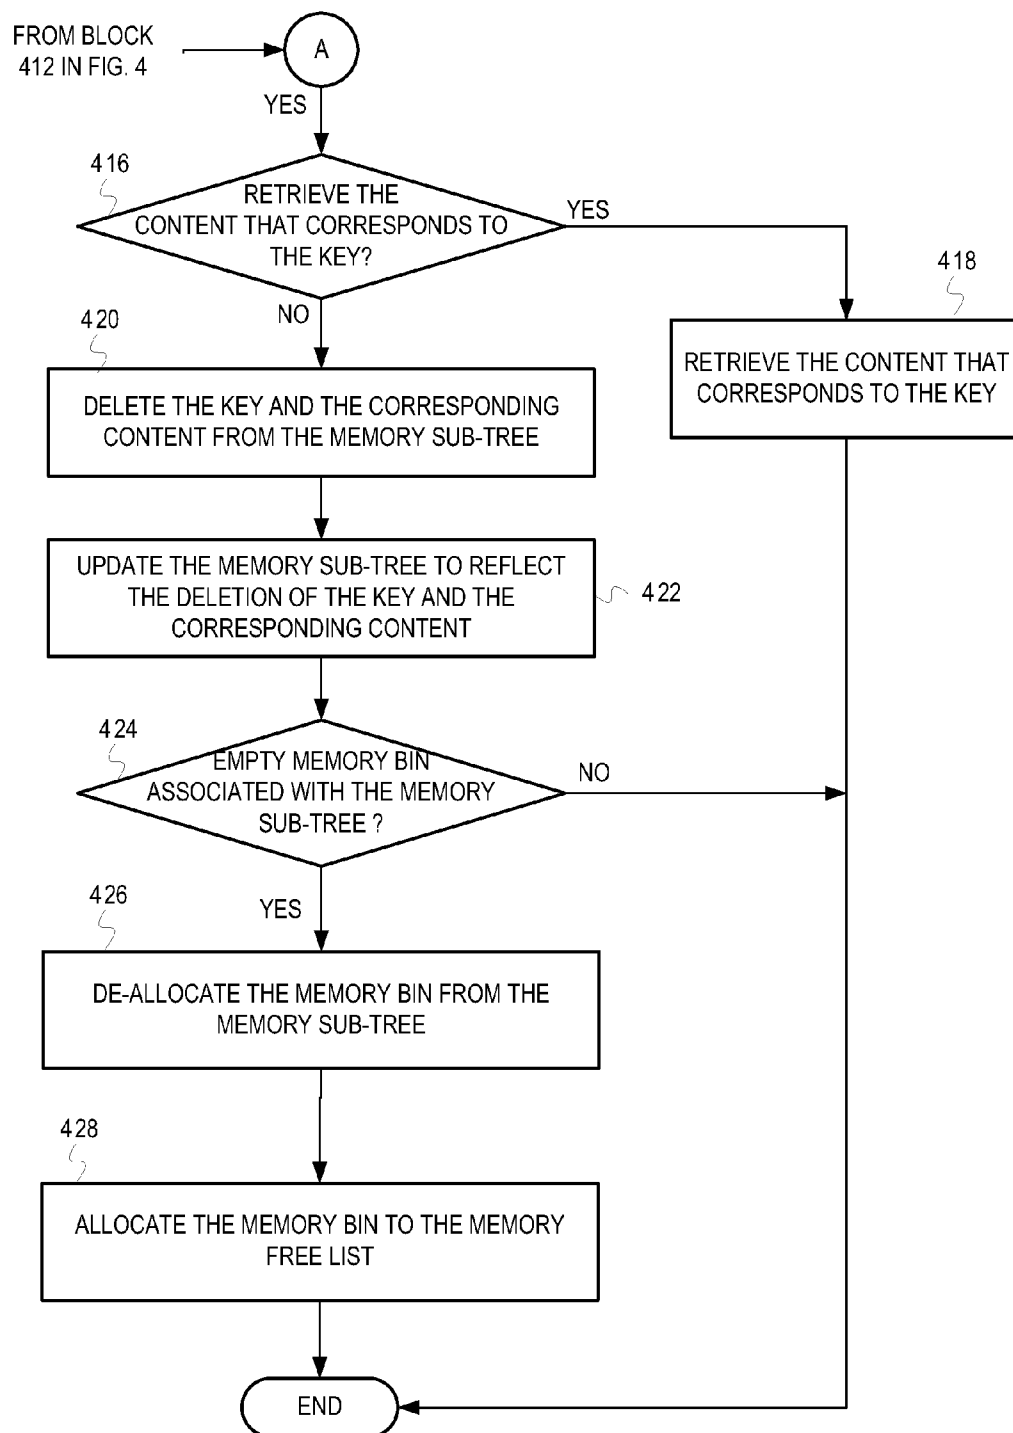 FROM BLOCK
412 IN FIG. 4
A
YES
416
RETRIEVE THE
CONTENT THAT CORRESPONDS TO
THE KEY?
YES
NO
418
RETRIEVE THE CONTENT THAT
CORRESPONDS TO THE KEY
420
DELETE THE KEY AND THE CORRESPONDING
CONTENT FROM THE MEMORY SUB-TREE
UPDATE THE MEMORY SUB-TREE TO REFLECT
THE DELETION OF THE KEY AND THE
CORRESPONDING CONTENT
422
424
EMPTY MEMORY BIN
ASSOCIATED WITH THE MEMORY
SUB-TREE ?
NO
YES
426
DE-ALLOCATE THE MEMORY BIN FROM THE
MEMORY SUB-TREE
428
ALLOCATE THE MEMORY BIN TO THE MEMORY
FREE LIST
END